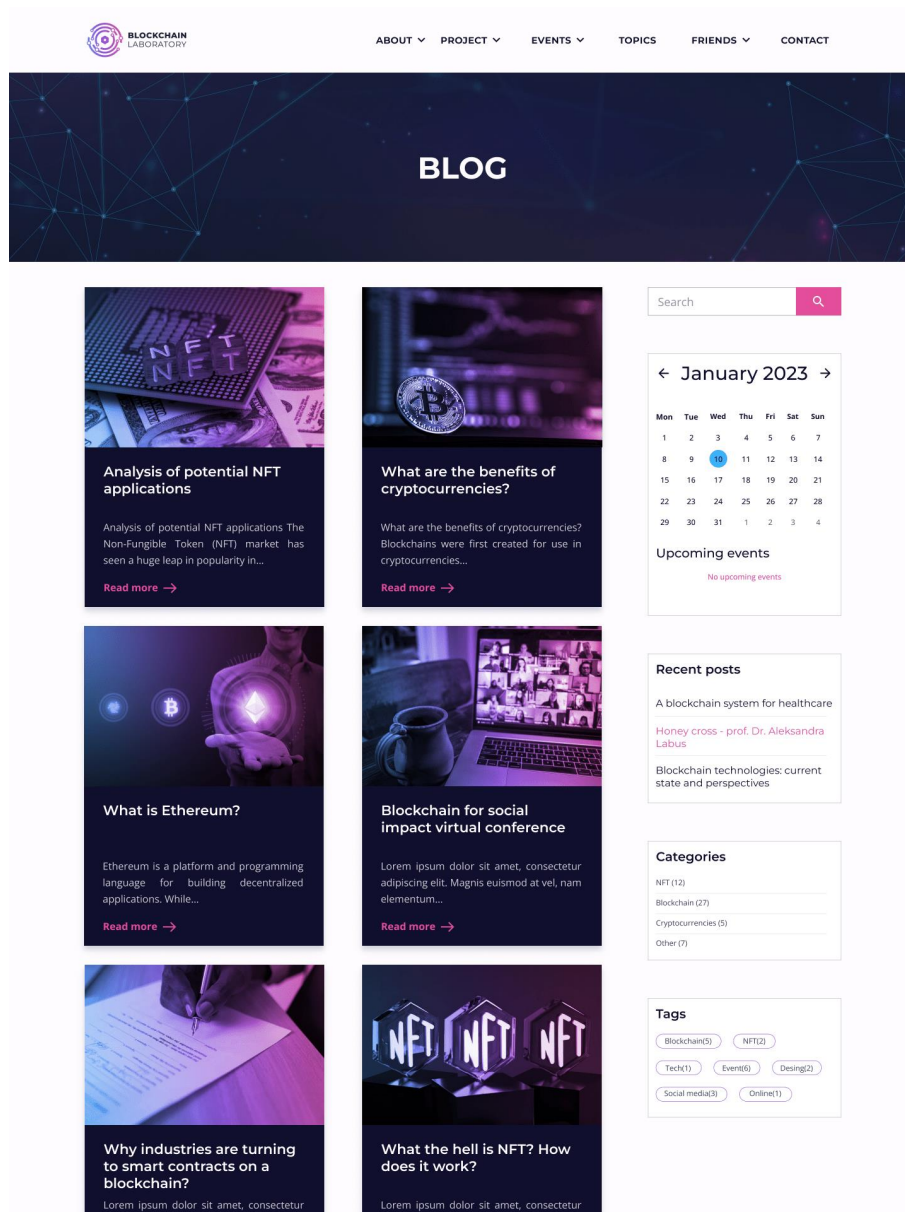 BLOCKCHAIN
LABORATORY
ABOUT PROJECT EVENTS TOPICS FRIENDS CONTACT
BLOG
NFT
NFT
Analysis of potential NFT
applications
Analysis of potential NFT applications The
Non-Fungible Token (NFT) market has
seen a huge leap in popularity in...
Read more
What are the benefits of
cryptocurrencies?
What are the benefits of cryptocurrencies?
Blockchains were first created for use in
cryptocurrencies...
Read more
What is Ethereum?
Ethereum is a platform and programming
language for building decentralized
applications. While...
Read more
Blockchain for social
impact virtual conference
Lorem ipsum dolor sit amet, consectetur
adipiscing elit. Magnis euismod at vel, nam
elementum...
Read more
Why industries are turning
to smart contracts on a
blockchain?
Lorem ipsum dolor sit amet, consectetur
NFT NFT NFT
What the hell is NFT? How
does it work?
Lorem ipsum dolor sit amet, consectetur
Search
January 2023
Mon Tue Wed Thu Fri Sat Sun
1 2 3 4 5 6 7
8 9 10 11 12 13 14
15 16 17 18 19 20 21
22 23 24 25 26 27 28
29 30 31 1 2 3 4
Upcoming events
No upcoming events
Recent posts
A blockchain system for healthcare
Honey cross - prof. Dr. Aleksandra
Labus
Blockchain technologies: current
state and perspectives
Categories
NFT (12)
Blockchain (27)
Cryptocurrencies (5)
Other (7)
Tags
Blockchain(5) NFT(2)
Tech(1) Event(6) Desing(2)
Social media(3) Online(1)